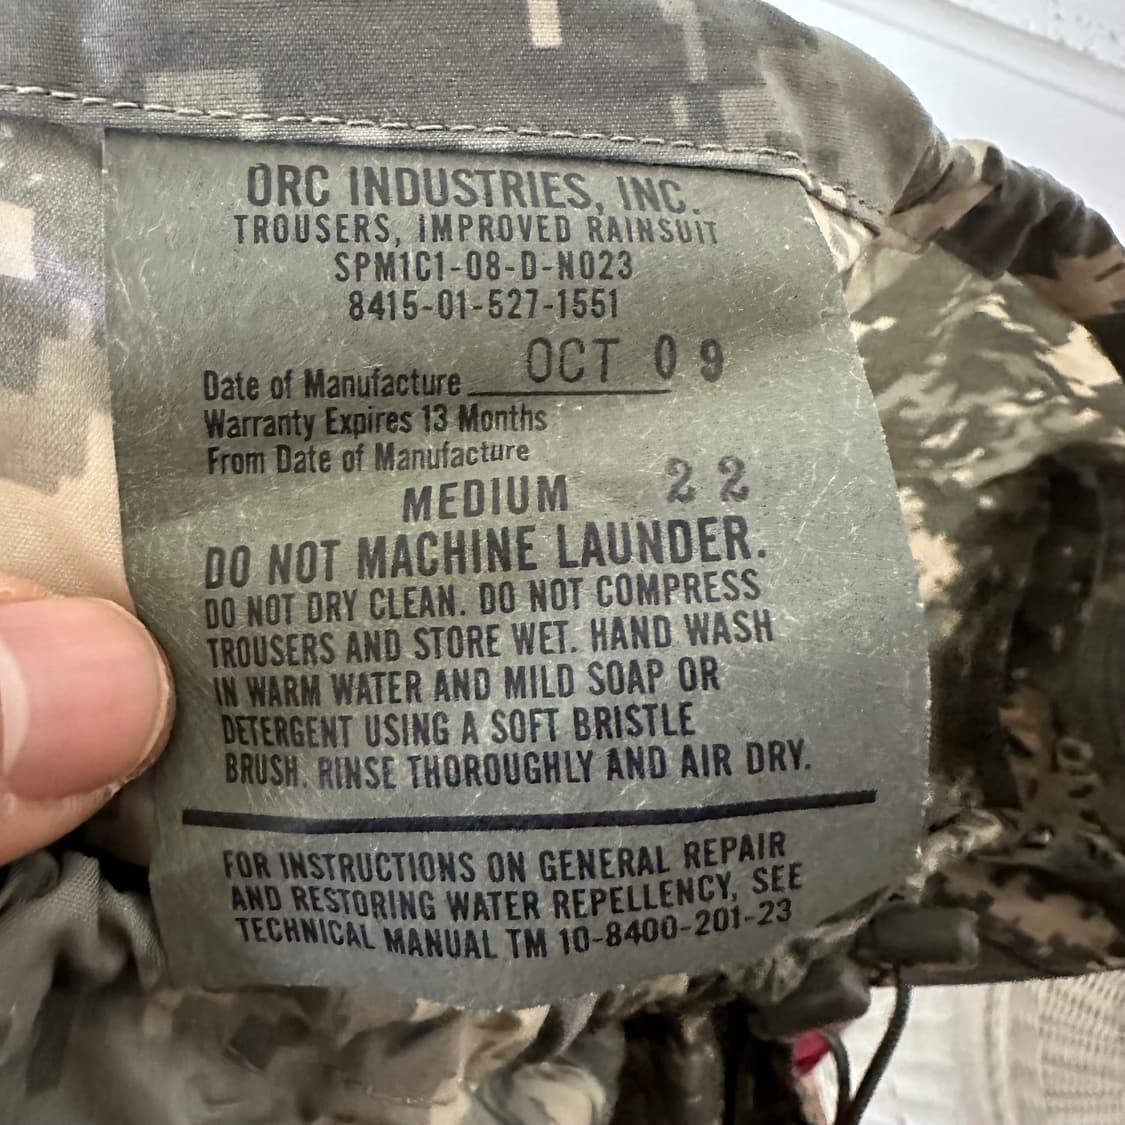 ORC INDUSTRIES, INC.
TROUSERS, IMPROVED RAINSUIT
SPM1C1-08-D-N023
8415-01-527-1551
Date of Manufacture OCT 09
Warranty Expires 13 Months
From Date of Manufacture
MEDIUM 22
DO NOT MACHINE LAUNDER.
DO NOT DRY CLEAN. DO NOT COMPRESS
TROUSERS AND STORE WET. HAND WASH
IN WARM WATER AND MILD SOAP OR
DETERGENT USING A SOFT BRISTLE
BRUSH. RINSE THOROUGHLY AND AIR DRY.
FOR INSTRUCTIONS ON GENERAL REPAIR
AND RESTORING WATER REPELLENCY, SEE
TECHNICAL MANUAL TM 10-8400-201-23